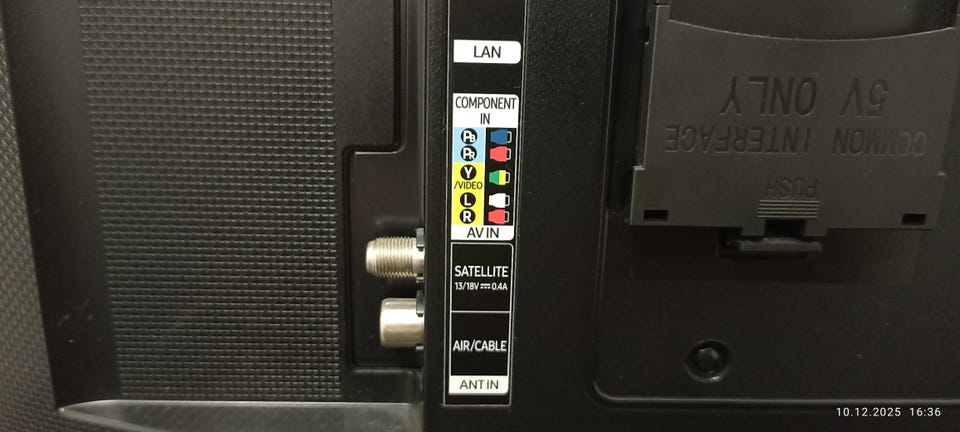 LAN
COMPONENT
IN
PB
PR
Y
/VIDEO
L
R
AV IN
SATELLITE
13/18V⎓0.4A
AIR/CABLE
ANT IN
COMMON INTERFACE
5V ONLY
PUSH
10.12.2025 16:36